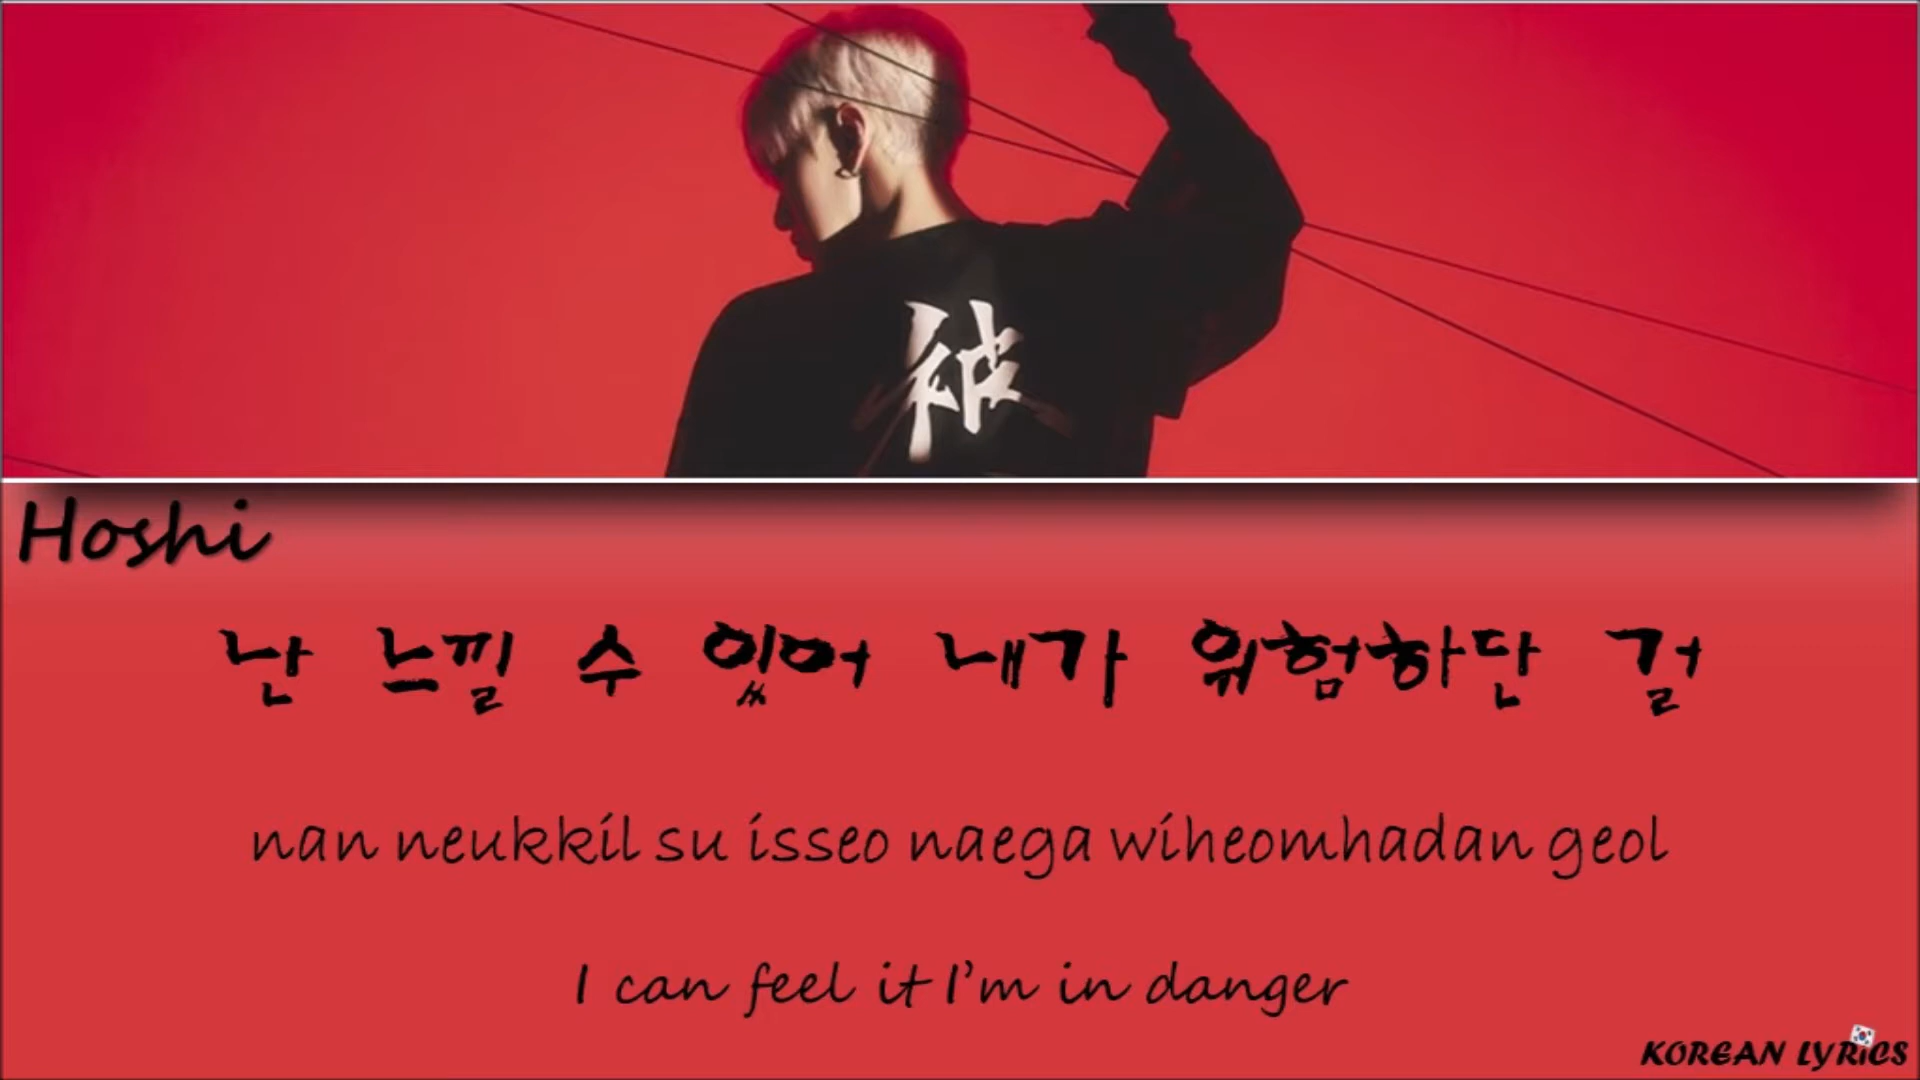 被
Hoshi
난 느낄 수 있어 내가 위험하단 걸
nan neukkil su isseo naega wiheomhadan geol
I can feel it I'm in danger
KOREAN LYRiCS